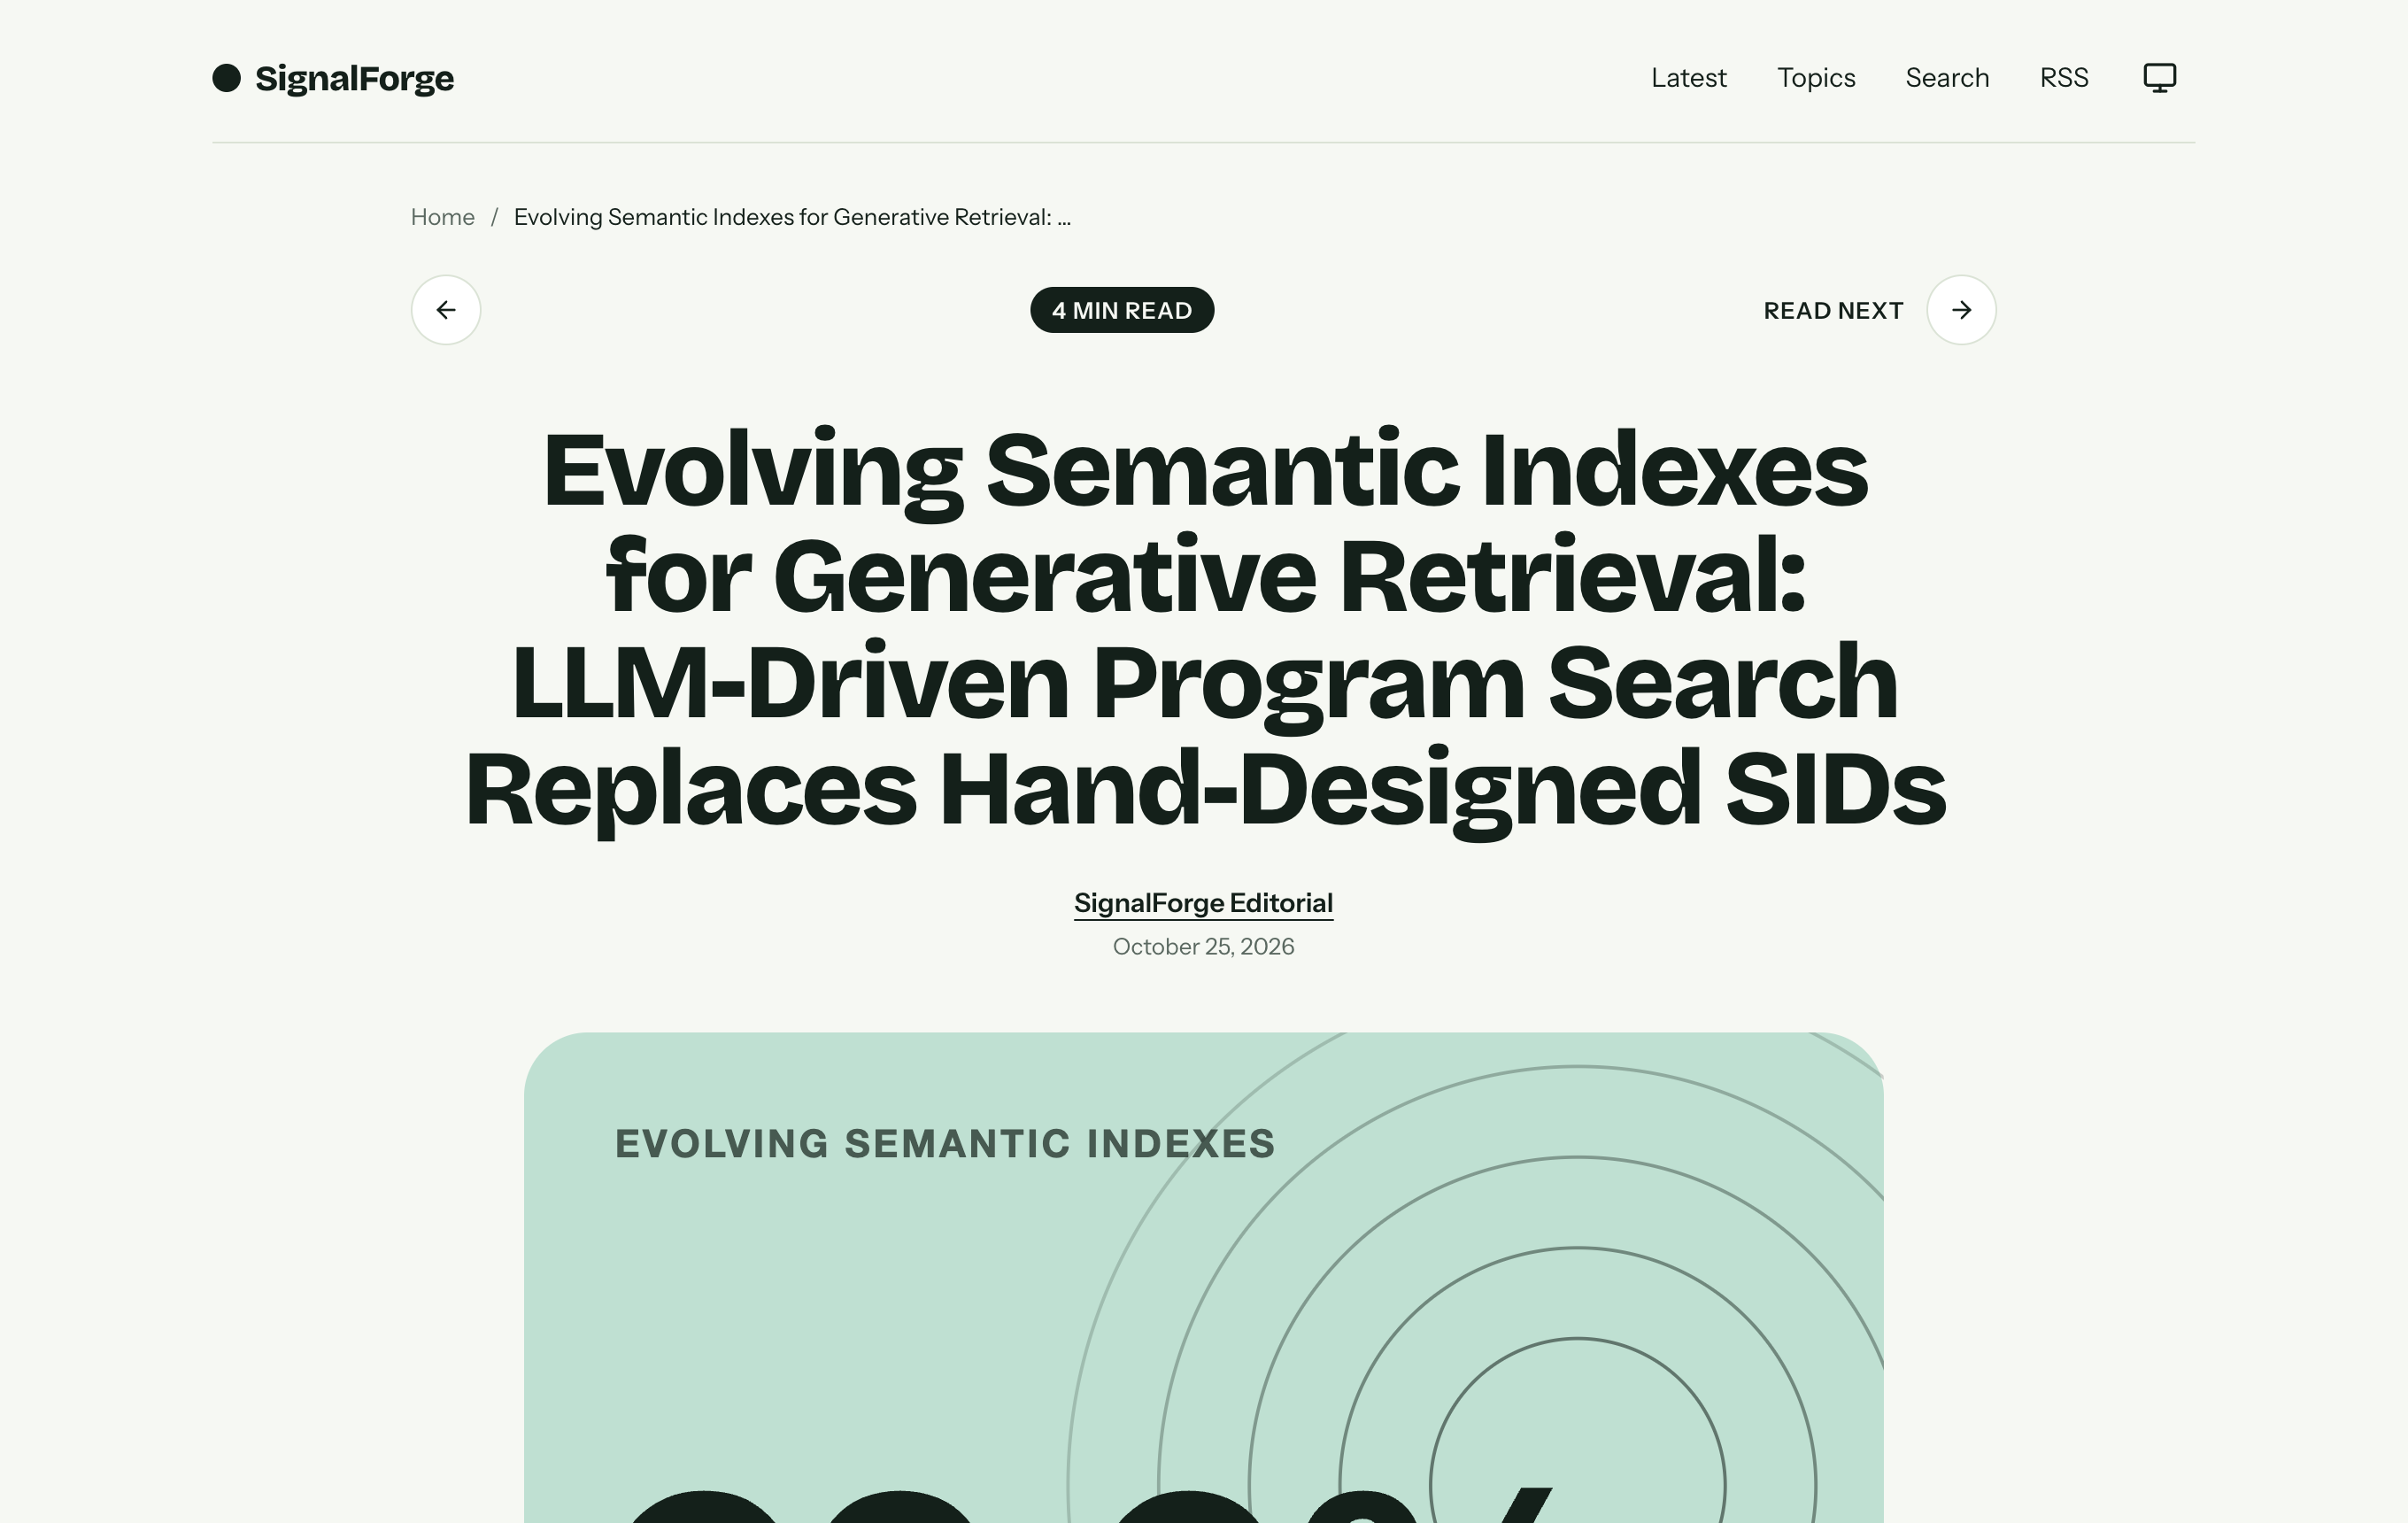 SignalForge
Latest
Topics
Search
RSS
Home / Evolving Semantic Indexes for Generative Retrieval: ...
4 MIN READ
READ NEXT
Evolving Semantic Indexes
for Generative Retrieval:
LLM-Driven Program Search
Replaces Hand-Designed SIDs
SignalForge Editorial
October 25, 2026
EVOLVING SEMANTIC INDEXES